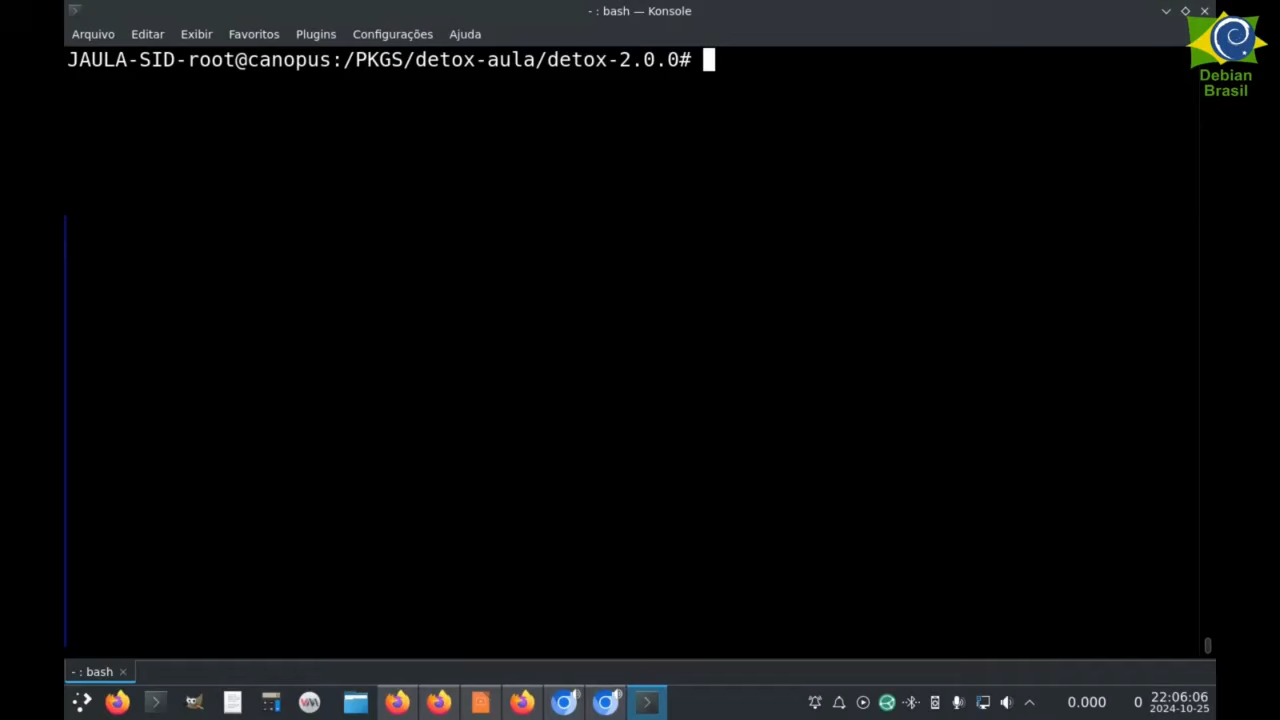 - : bash — Konsole
Arquivo Editar Exibir Favoritos Plugins Configurações Ajuda
JAULA-SID-root@canopus:/PKGS/detox-aula/detox-2.0.0#
Debian
Brasil
- : bash
0.000 0 22:06:06
2024-10-25